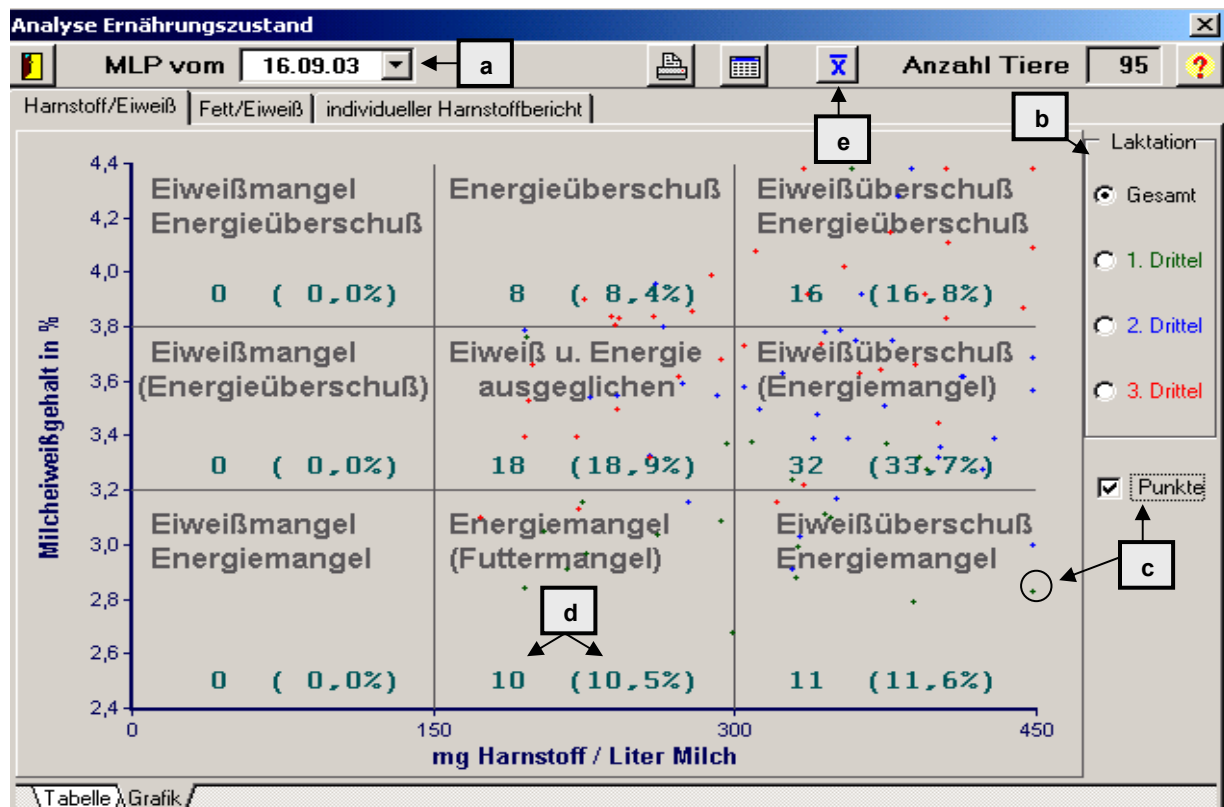 Analyse Ernährungszustand
MLP vom 16.09.03 a Anzahl Tiere 95 ?
x
e
Harnstoff/Eiweiß Fett/Eiweiß individueller Harnstoffbericht
b
Laktation
Gesamt
1. Drittel
2. Drittel
3. Drittel
Punkte
c
Milcheiweißgehalt in %
4,4
4,2
4,0
3,8
3,6
3,4
3,2
3,0
2,8
2,6
2,4
Eiweißmangel
Energieüberschuß
0 ( 0,0%)
Energieüberschuß
8 ( 8,4%)
Eiweißüberschuß
Energieüberschuß
16 (16,8%)
Eiweißmangel
(Energieüberschuß)
0 ( 0,0%)
Eiweiß u. Energie
ausgeglichen
18 (18,9%)
Eiweißüberschuß
(Energiemangel)
32 (33,7%)
Eiweißmangel
Energiemangel
0 ( 0,0%)
Energiemangel
(Futtermangel)
d
10 (10,5%)
Eiweißüberschuß
Energiemangel
11 (11,6%)
0 150 300 450
mg Harnstoff / Liter Milch
Tabelle Grafik